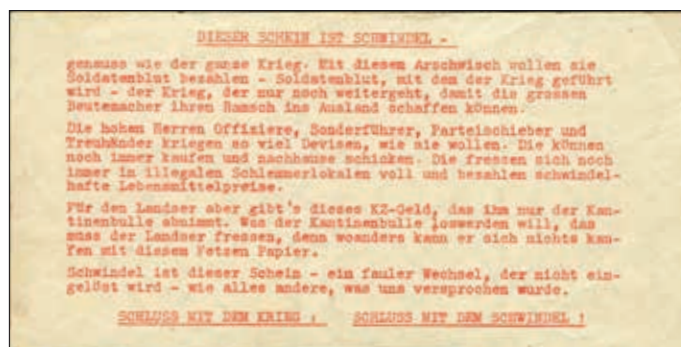 DIESER SCHEIN IST SCHWINDEL -
genauso wie der ganze Krieg. Mit diesem Arschwisch wollen sie
Soldatenblut bezahlen - Soldatenblut, mit dem der Krieg geführt
wird - der Krieg, der nur noch weitergeht, damit die grossen
Beutemacher ihren Ramsch ins Ausland schaffen können.
Die hohen Herren Offiziere, Sonderführer, Parteischieber und
Treuhänder kriegen so viel Devisen, wie sie wollen. Die können
noch immer kaufen und nachhause schicken. Die fressen sich noch
immer in illegalen Schlemmerlokalen voll und bezahlen schwindel-
hafte Lebensmittelpreise.
Für den Landser aber gibt's dieses KZ-Geld, das ihm nur der Kan-
tinenbulle abnimmt. Was der Kantinenbulle loswerden will, das
muss der Landser fressen, denn woanders kann er sich nichts kau-
fen mit diesem Fetzen Papier.
Schwindel ist dieser Schein - ein fauler Wechsel, der nicht ein-
gelöst wird - wie alles andere, was uns versprochen wurde.
SCHLUSS MIT DEM KRIEG ! SCHLUSS MIT DEM SCHWINDEL !